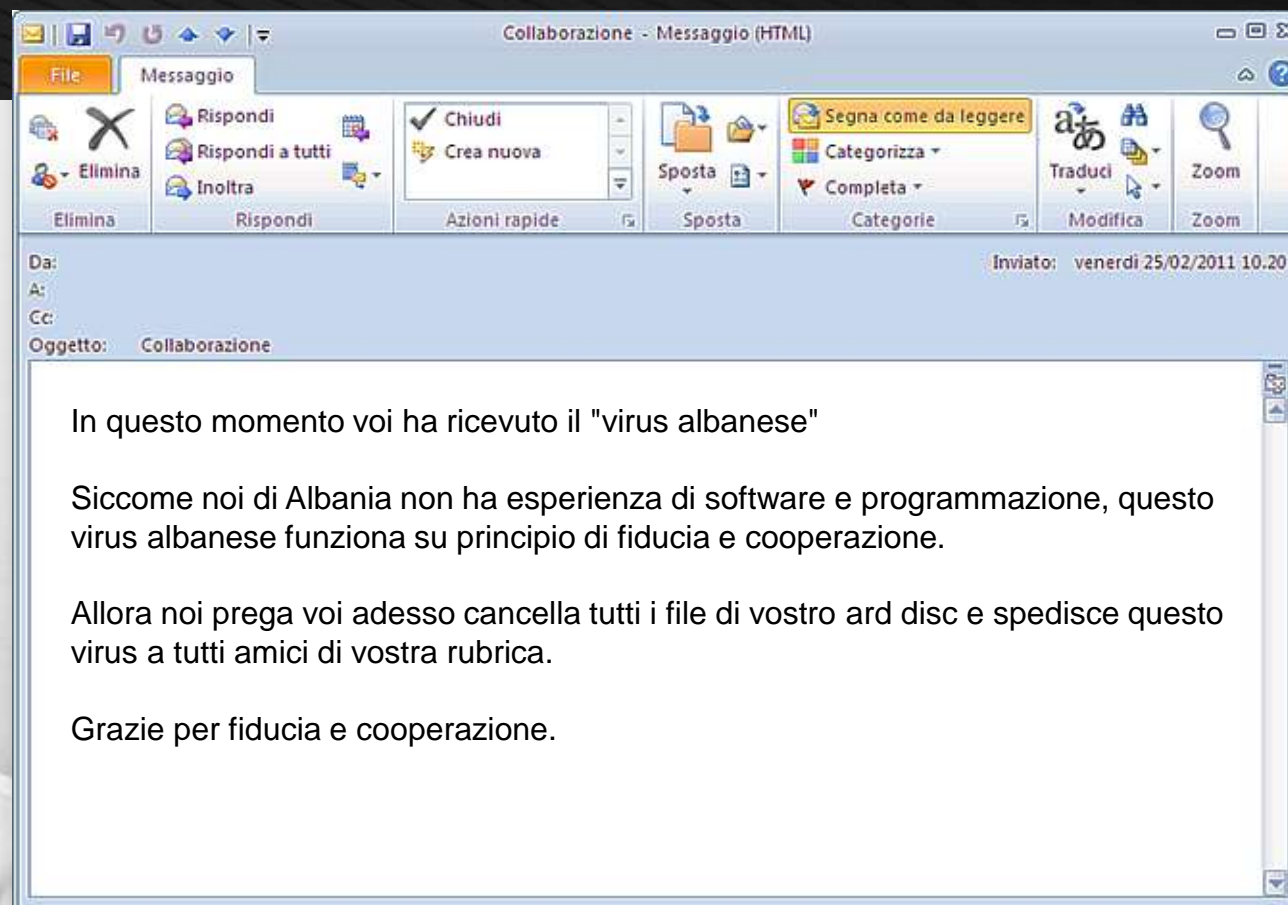 Collaborazione - Messaggio (HTML)
File Messaggio
Elimina
Rispondi
Rispondi a tutti
Inoltra
Chiudi
Crea nuova
Sposta
Segna come da leggere
Categorizza
Completa
Traduci
Zoom
Elimina Rispondi Azioni rapide Sposta Categorie Modifica Zoom
Da: Inviato: venerdì 25/02/2011 10.20
A:
Cc:
Oggetto: Collaborazione
In questo momento voi ha ricevuto il "virus albanese"
Siccome noi di Albania non ha esperienza di software e programmazione, questo
virus albanese funziona su principio di fiducia e cooperazione.
Allora noi prega voi adesso cancella tutti i file di vostro ard disc e spedisce questo
virus a tutti amici di vostra rubrica.
Grazie per fiducia e cooperazione.